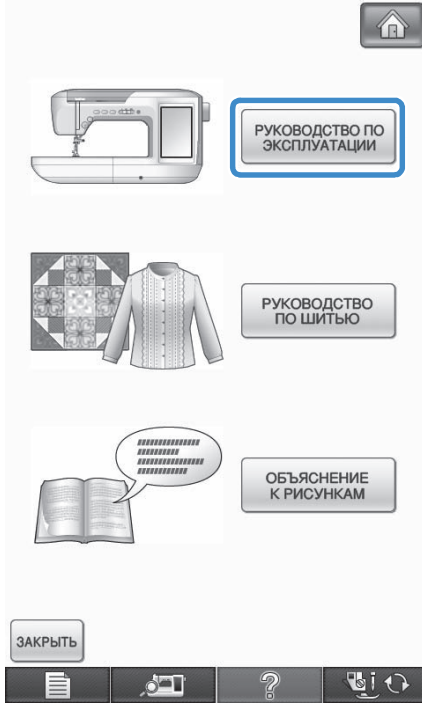 РУКОВОДСТВО ПО
ЭКСПЛУАТАЦИИ
РУКОВОДСТВО
ПО ШИТЬЮ
ОБЪЯСНЕНИЕ
К РИСУНКАМ
ЗАКРЫТЬ
?